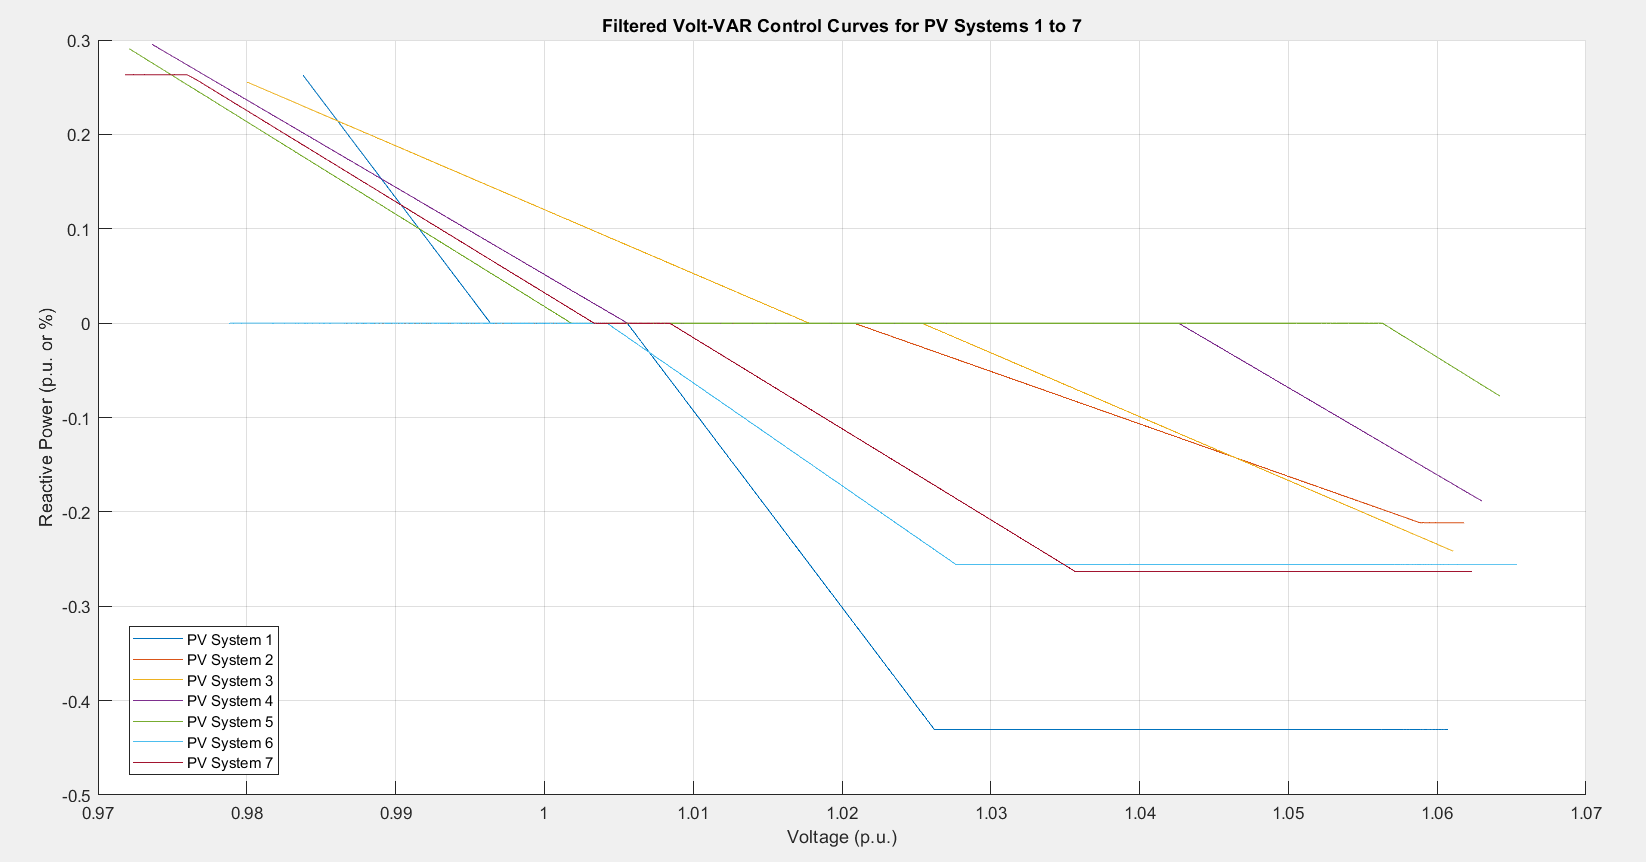 Filtered Volt-VAR Control Curves for PV Systems 1 to 7
0.3
0.2
0.1
0
-0.1
-0.2
-0.3
-0.4
-0.5
Reactive Power (p.u. or %)
PV System 1
PV System 2
PV System 3
PV System 4
PV System 5
PV System 6
PV System 7
0.97 0.98 0.99 1 1.01 1.02 1.03 1.04 1.05 1.06 1.07
Voltage (p.u.)